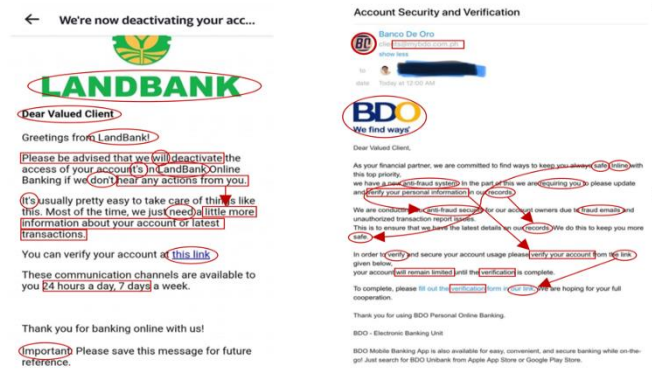 We're now deactivating your acc...
LANDBANK
Dear Valued Client
Greetings from LandBank!
Please be advised that we will deactivate the
access of your account's in LandBank Online
Banking if we don't hear any actions from you.
It's usually pretty easy to take care of things like
this. Most of the time, we just need a little more
information about your account or latest
transactions.
You can verify your account at this link
These communication channels are available to
you 24 hours a day, 7 days a week.
Thank you for banking online with us!
Important: Please save this message for future
reference.
Account Security and Verification
BDO
Banco De Oro
clients@mybdo.com.ph
show less
to
date Today at 12:00 AM
BDO
We find ways
Dear Valued Client,
As your financial partner, we are committed to find ways to keep you always safe online with
this top priority,
we have a new anti-fraud system. In the part of this we are requiring you to please update
and verify your personal information in our records.
We are conducting an anti-fraud security for our account owners due to fraud emails and
unauthorized transaction report issues.
This is to ensure that we have the latest details on our records. We do this to keep you more
safe.
In order to verify and secure your account usage please verify your account from the link
given below,
your account will remain limited until the verification is complete.
To complete, please fill out the verification form in our link. We are hoping for your full
cooperation.
Thank you for using BDO Personal Online Banking.
BDO - Electronic Banking Unit
BDO Mobile Banking App is also available for easy, convenient, and secure banking while on-the-
go! Just search for BDO Unibank from Apple App Store or Google Play Store.